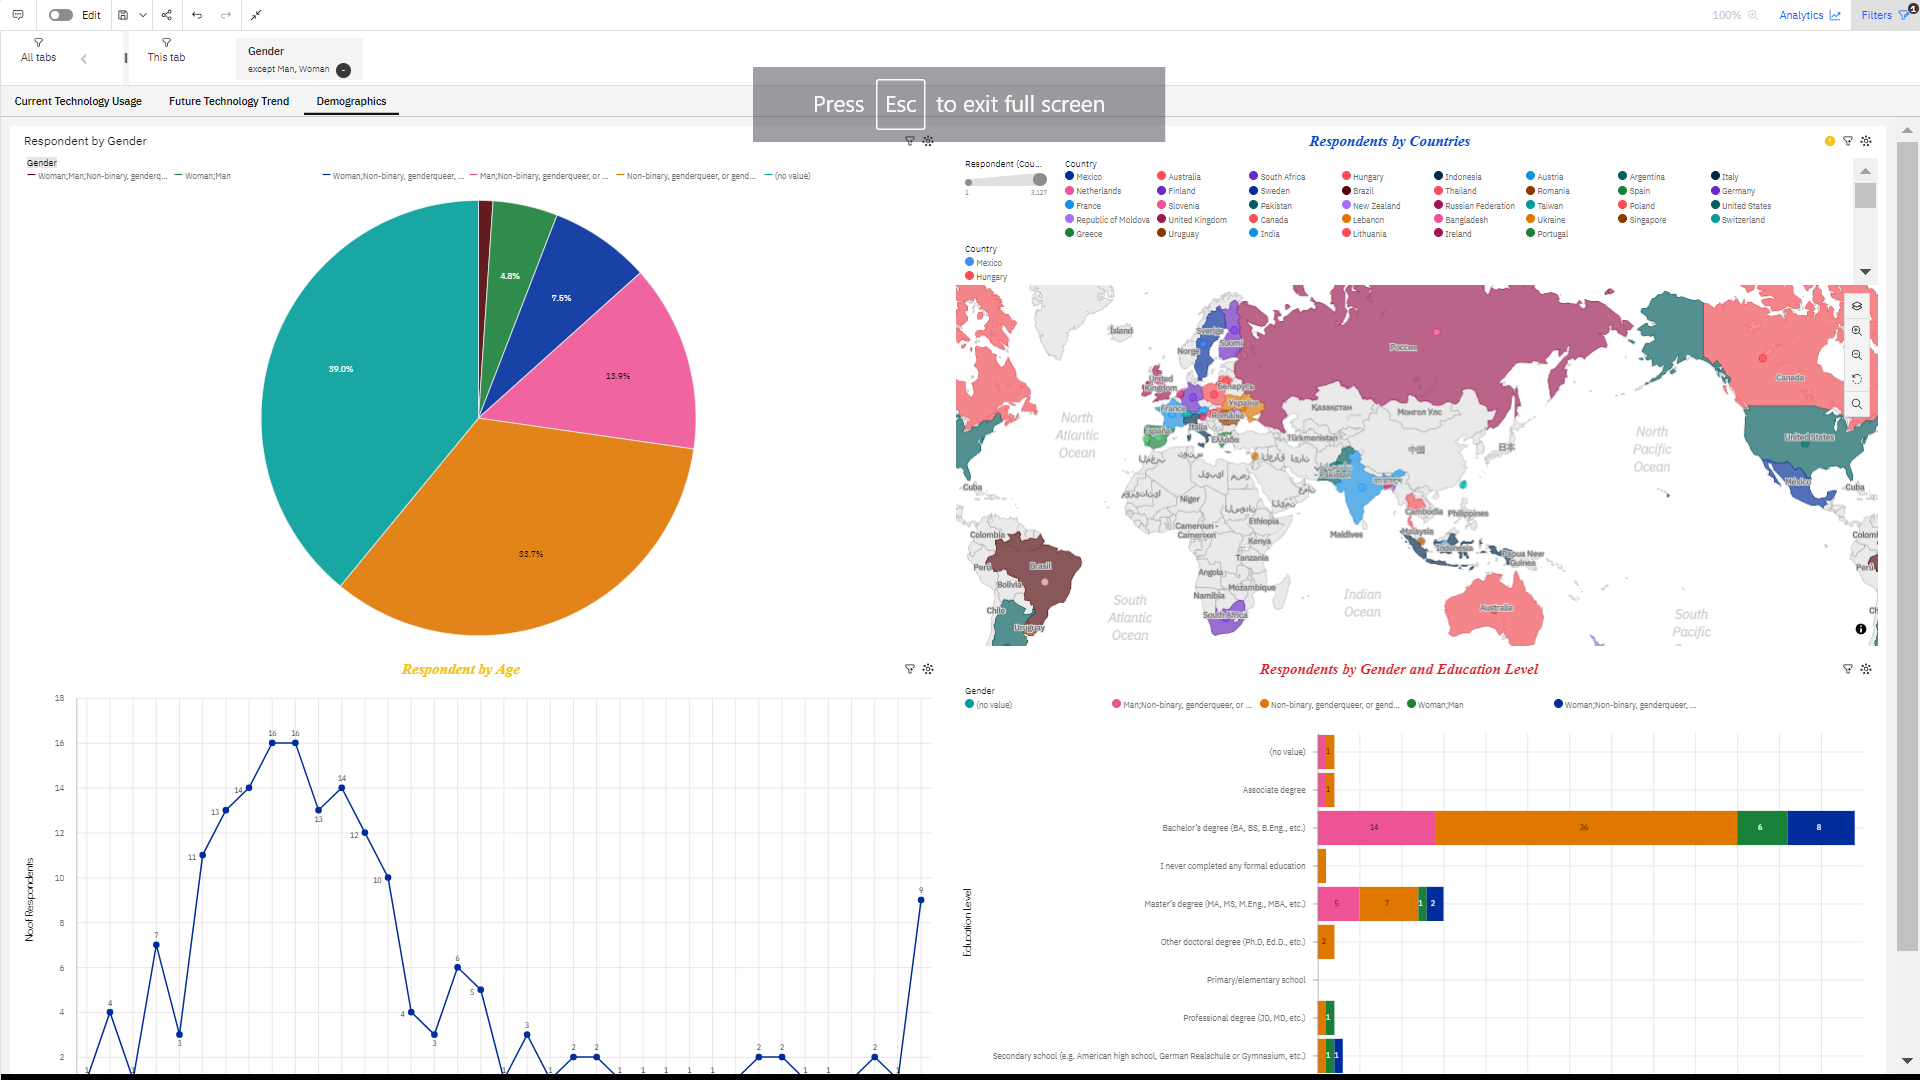 Edit
100%
Analytics
Filters
1
All tabs
This tab
Gender
except Man, Woman
Current Technology Usage
Future Technology Trend
Demographics
Press Esc to exit full screen
Respondent by Gender
Gender
Woman;Man;Non-binary, genderq...
Woman;Man
Woman;Non-binary, genderqueer, ...
Man;Non-binary, genderqueer, or ...
Non-binary, genderqueer, or gend...
(no value)
4.8%
7.5%
13.9%
33.7%
39.0%
Respondents by Countries
Respondent (Cou...
1
3,127
Country
Mexico
Australia
South Africa
Hungary
Indonesia
Austria
Argentina
Italy
Netherlands
Finland
Sweden
Brazil
Thailand
Romania
Spain
Germany
France
Slovenia
Pakistan
New Zealand
Russian Federation
Taiwan
Poland
United States
Republic of Moldova
United Kingdom
Canada
Lebanon
Bangladesh
Ukraine
Singapore
Switzerland
Greece
Uruguay
India
Lithuania
Ireland
Portugal
Country
Mexico
Hungary
Ísland
Sverige
Suomi
Norge
Россия
United Kingdom
Беларусь
France
Україна
România
Italia
España
Ελλάδα
Қазақстан
Монгол Улс
Türkmenistan
中国
日本
Pakistan
North Atlantic Ocean
North Pacific Ocean
Canada
United States
México
Cuba
Cuba
Niger
Ethiopia
Cameroun - Cameroon
Kenya
Tanzania
Angola
Mozambique
Namibia
South Africa
Maldives
Cambodia
Philippines
Malaysia
Indonesia
Papua New Guinea
Australia
Colombia
Perú
Brasil
Bolivia
Chile
Uruguay
South Atlantic Ocean
Indian Ocean
South Pacific
Colom
Perú
Ch
Respondent by Age
No.of Respondents
18
16
14
12
10
8
6
4
2
1
4
1
7
3
11
13
14
16
16
13
14
12
10
4
3
6
5
1
3
1
2
2
1
1
1
1
1
2
2
1
1
2
1
9
Respondents by Gender and Education Level
Gender
(no value)
Man;Non-binary, genderqueer, or ...
Non-binary, genderqueer, or gend...
Woman;Man
Woman;Non-binary, genderqueer, ...
Education level
(no value)
1
Associate degree
1
Bachelor's degree (BA, BS, B.Eng., etc.)
14
36
6
8
I never completed any formal education
Master's degree (MA, MS, M.Eng., MBA, etc.)
5
7
1
2
Other doctoral degree (Ph.D, Ed.D., etc.)
2
Primary/elementary school
Professional degree (JD, MD, etc.)
1
Secondary school (e.g. American high school, German Realschule or Gymnasium, etc.)
1
1